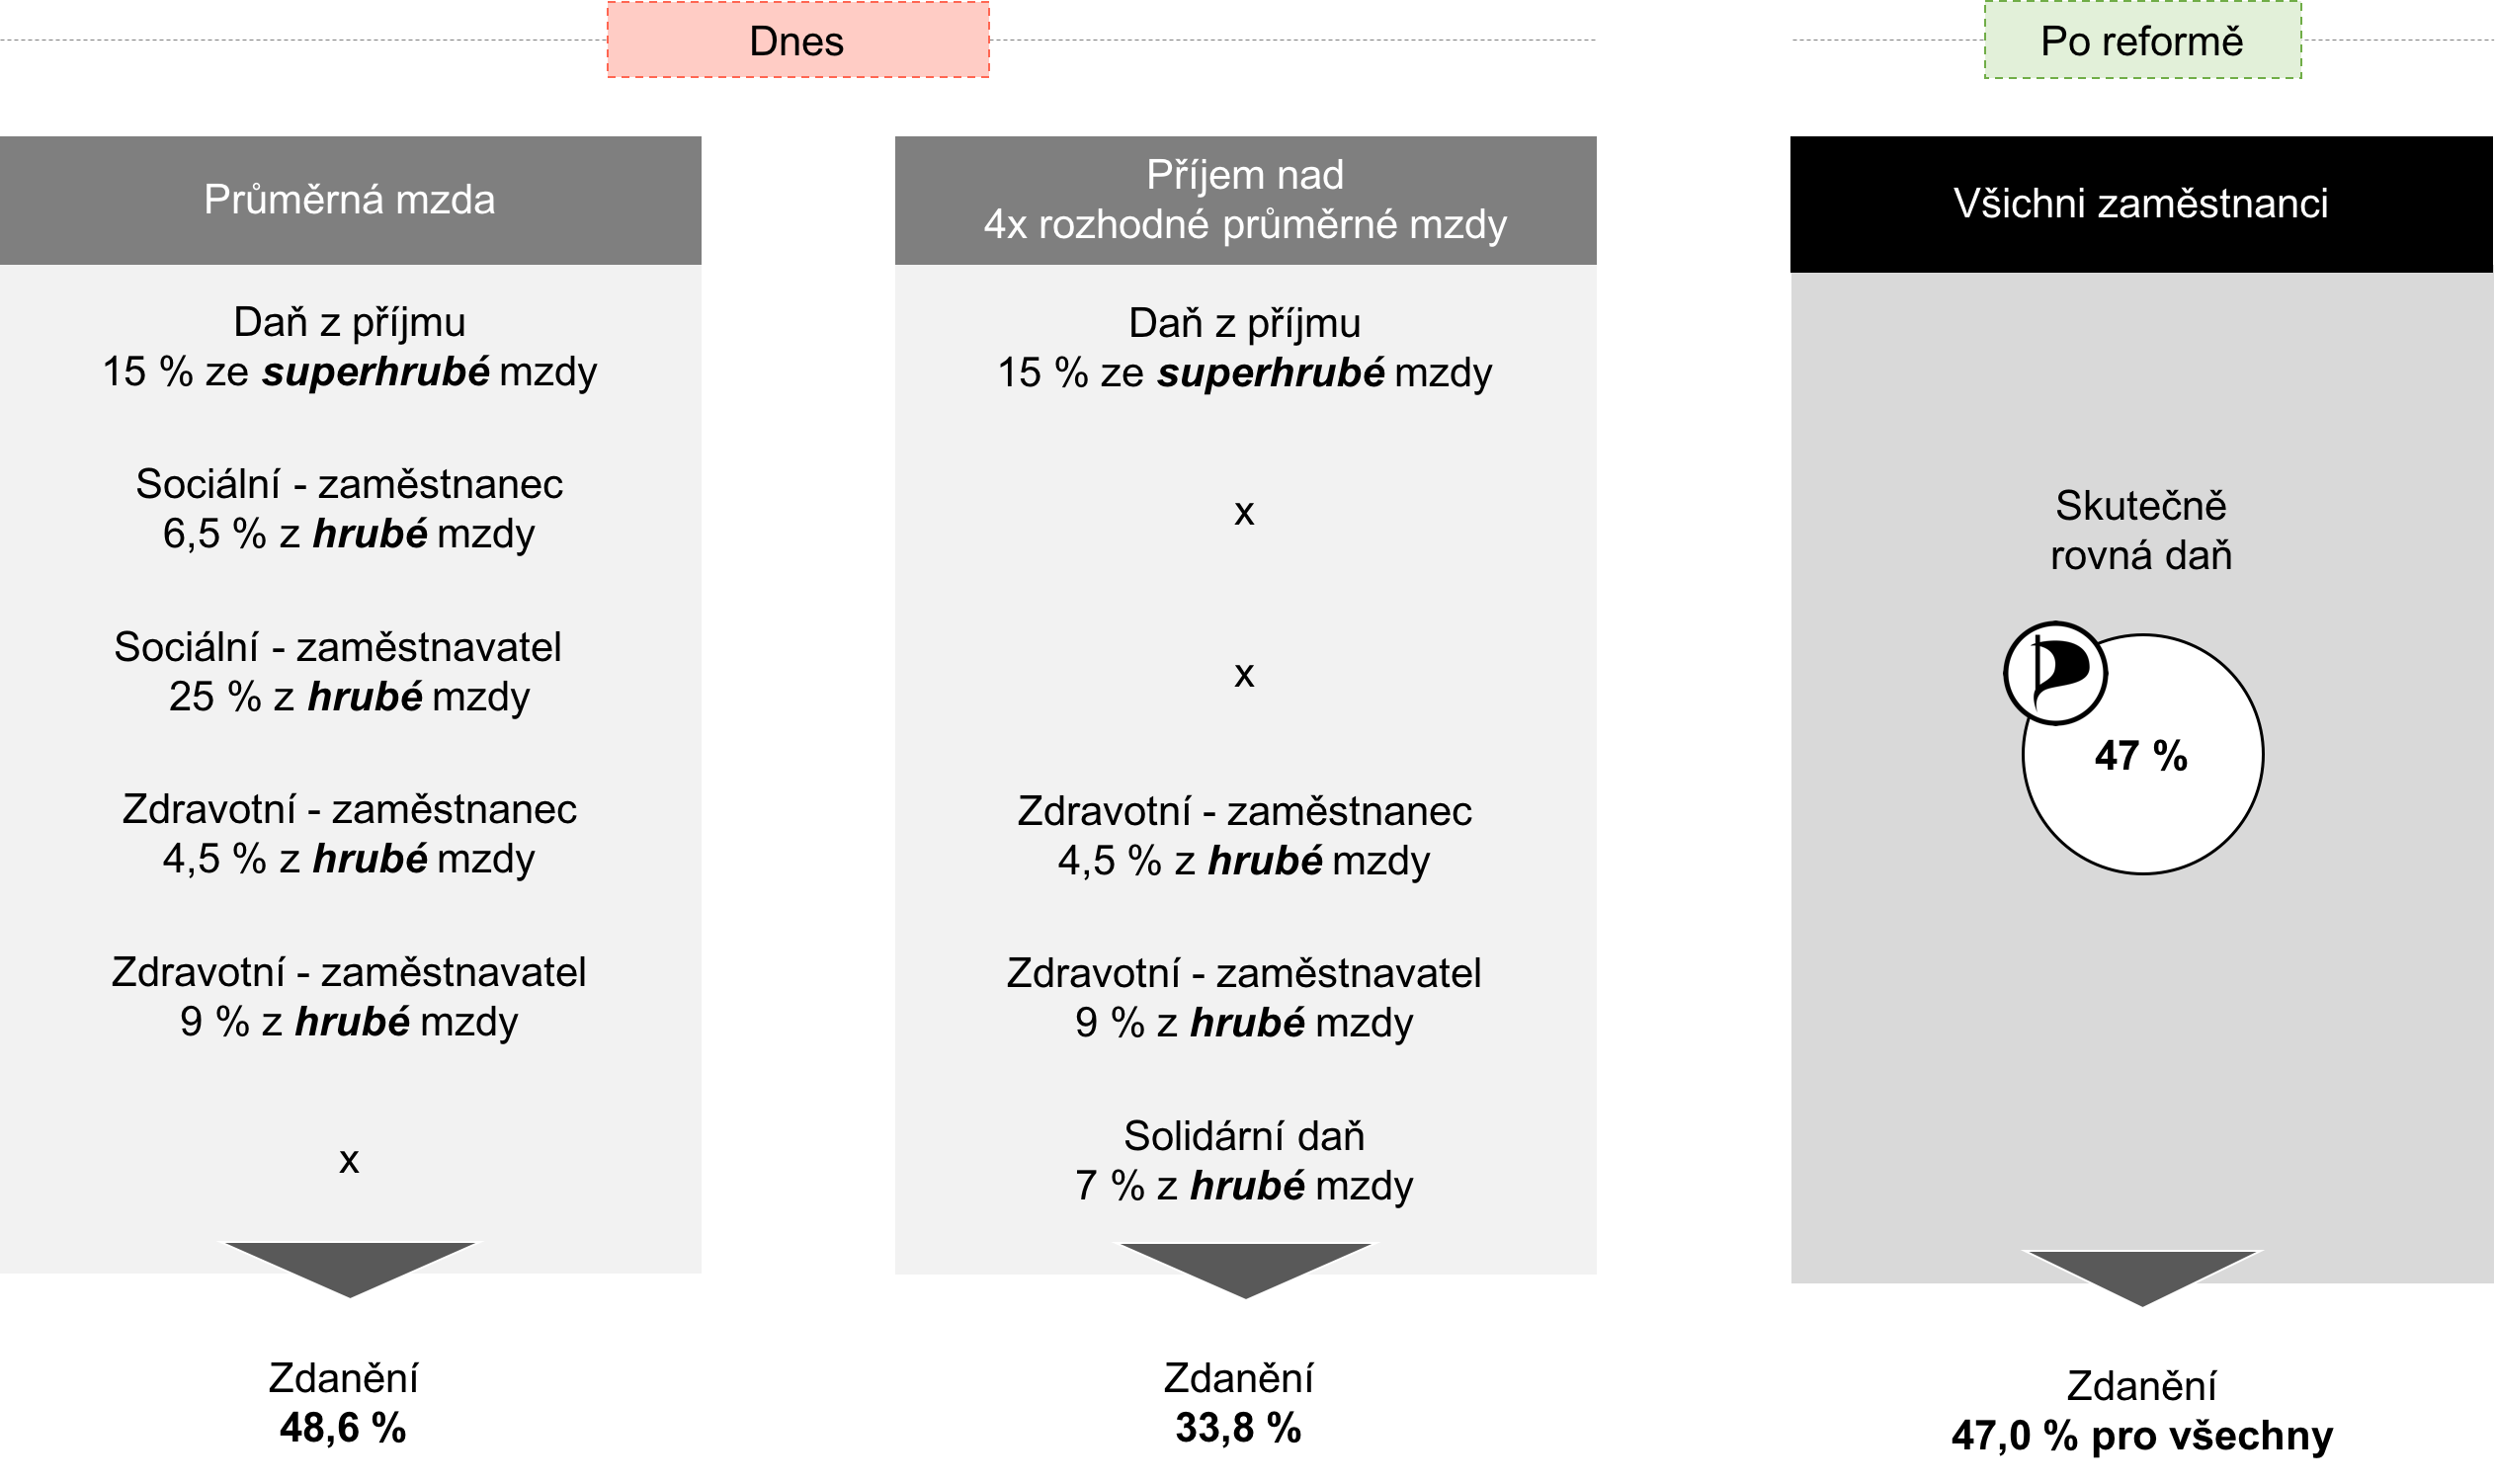 Dnes
Po reformě
Průměrná mzda
Daň z příjmu
15 % ze superhrubé mzdy
Sociální - zaměstnanec
6,5 % z hrubé mzdy
Sociální - zaměstnavatel
25 % z hrubé mzdy
Zdravotní - zaměstnanec
4,5 % z hrubé mzdy
Zdravotní - zaměstnavatel
9 % z hrubé mzdy
x
Zdanění
48,6 %
Příjem nad
4x rozhodné průměrné mzdy
Daň z příjmu
15 % ze superhrubé mzdy
x
x
Zdravotní - zaměstnanec
4,5 % z hrubé mzdy
Zdravotní - zaměstnavatel
9 % z hrubé mzdy
Solidární daň
7 % z hrubé mzdy
Zdanění
33,8 %
Všichni zaměstnanci
Skutečně
rovná daň
47 %
Zdanění
47,0 % pro všechny